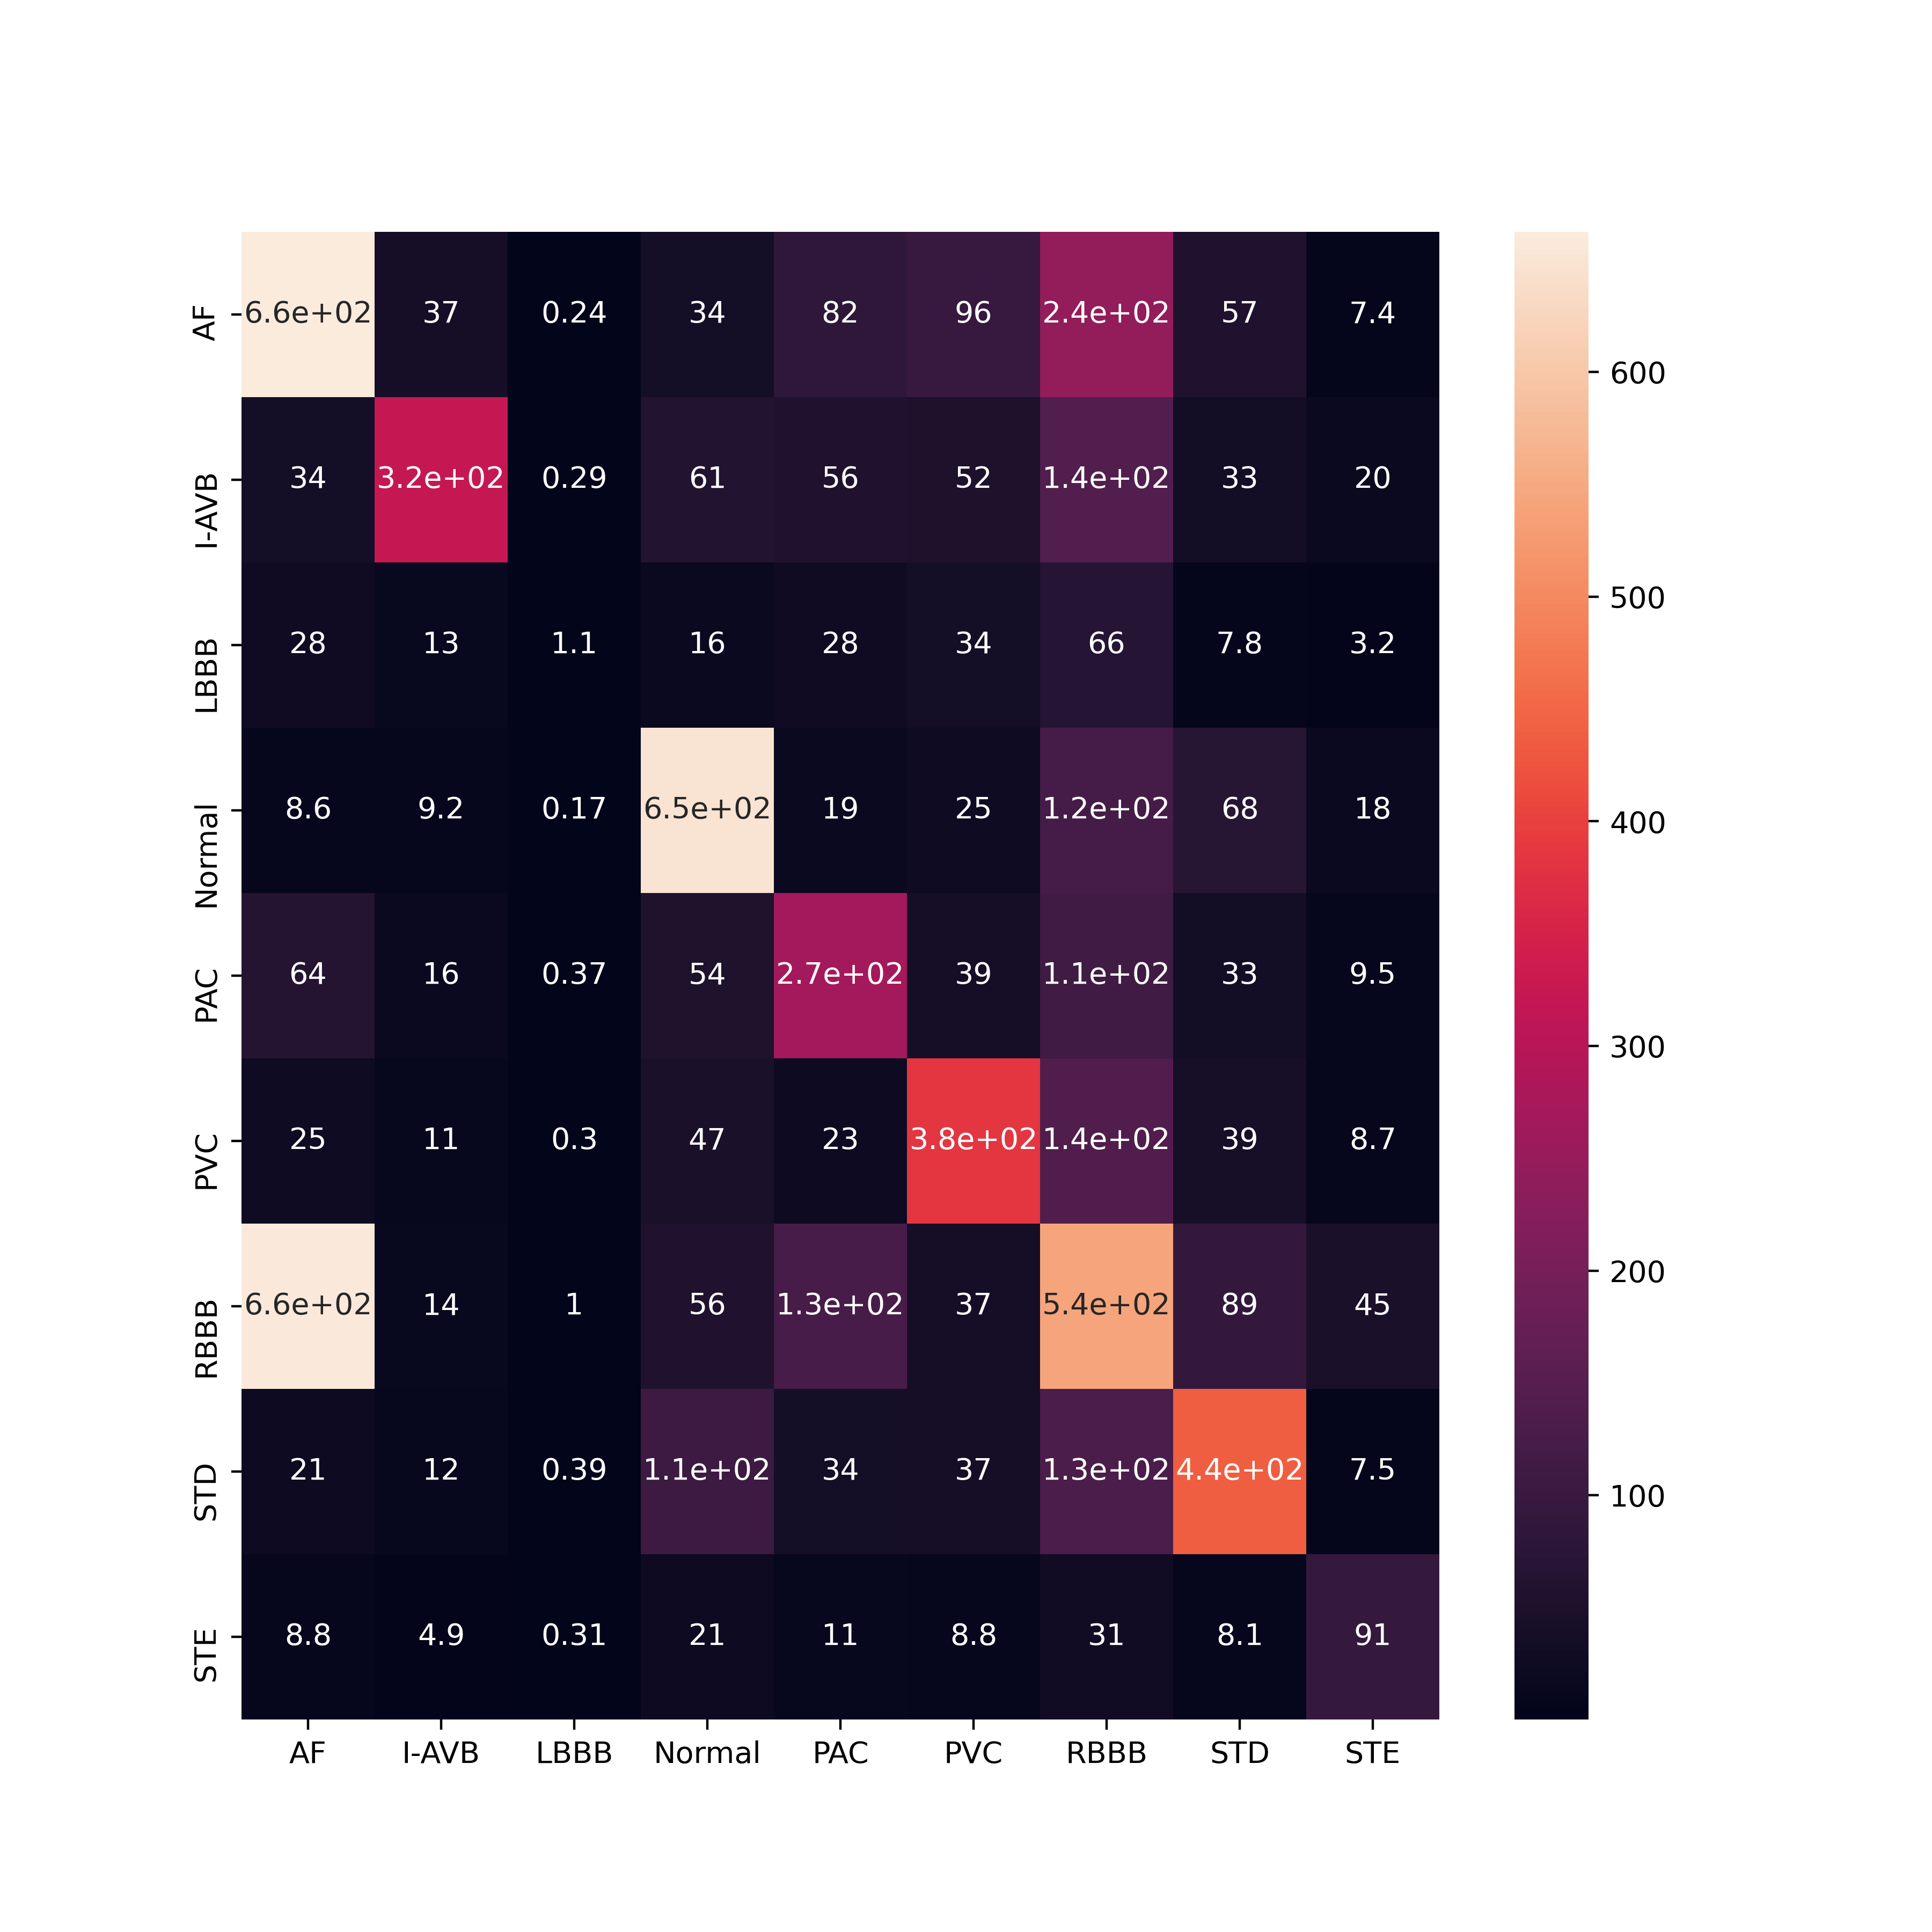 AF 6.6e+02 37 0.24 34 82 96 2.4e+02 57 7.4
I-AVB 34 3.2e+02 0.29 61 56 52 1.4e+02 33 20
LBBB 28 13 1.1 16 28 34 66 7.8 3.2
Normal 8.6 9.2 0.17 6.5e+02 19 25 1.2e+02 68 18
PAC 64 16 0.37 54 2.7e+02 39 1.1e+02 33 9.5
PVC 25 11 0.3 47 23 3.8e+02 1.4e+02 39 8.7
RBBB 6.6e+02 14 1 56 1.3e+02 37 5.4e+02 89 45
STD 21 12 0.39 1.1e+02 34 37 1.3e+02 4.4e+02 7.5
STE 8.8 4.9 0.31 21 11 8.8 31 8.1 91
AF I-AVB LBBB Normal PAC PVC RBBB STD STE
600
500
400
300
200
100